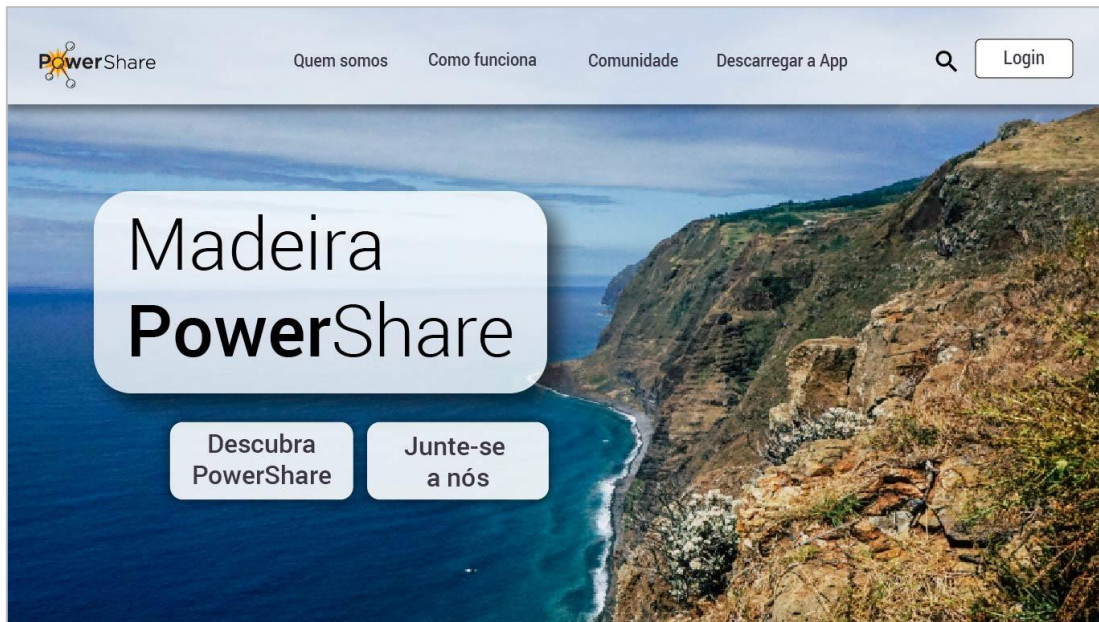 PowerShare
Quem somos
Como funciona
Comunidade
Descarregar a App
Login
Madeira
PowerShare
Descubra
PowerShare
Junte-se
a nós